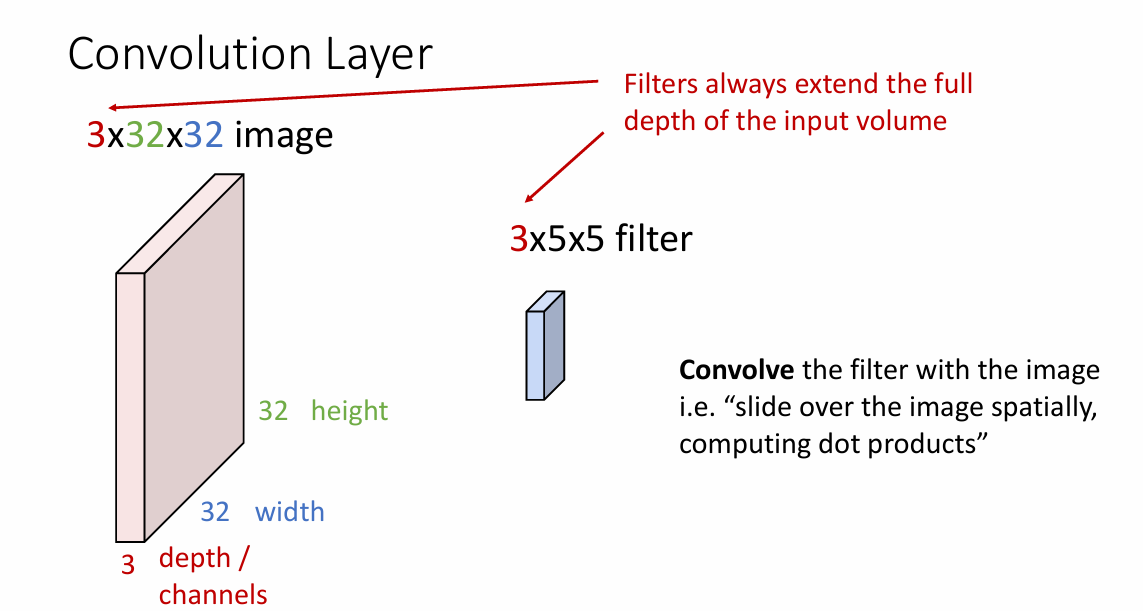 Convolution Layer
Filters always extend the full
depth of the input volume
3x32x32 image
3x5x5 filter
Convolve the filter with the image
i.e. “slide over the image spatially,
computing dot products”
32 height
32 width
3 depth /
channels